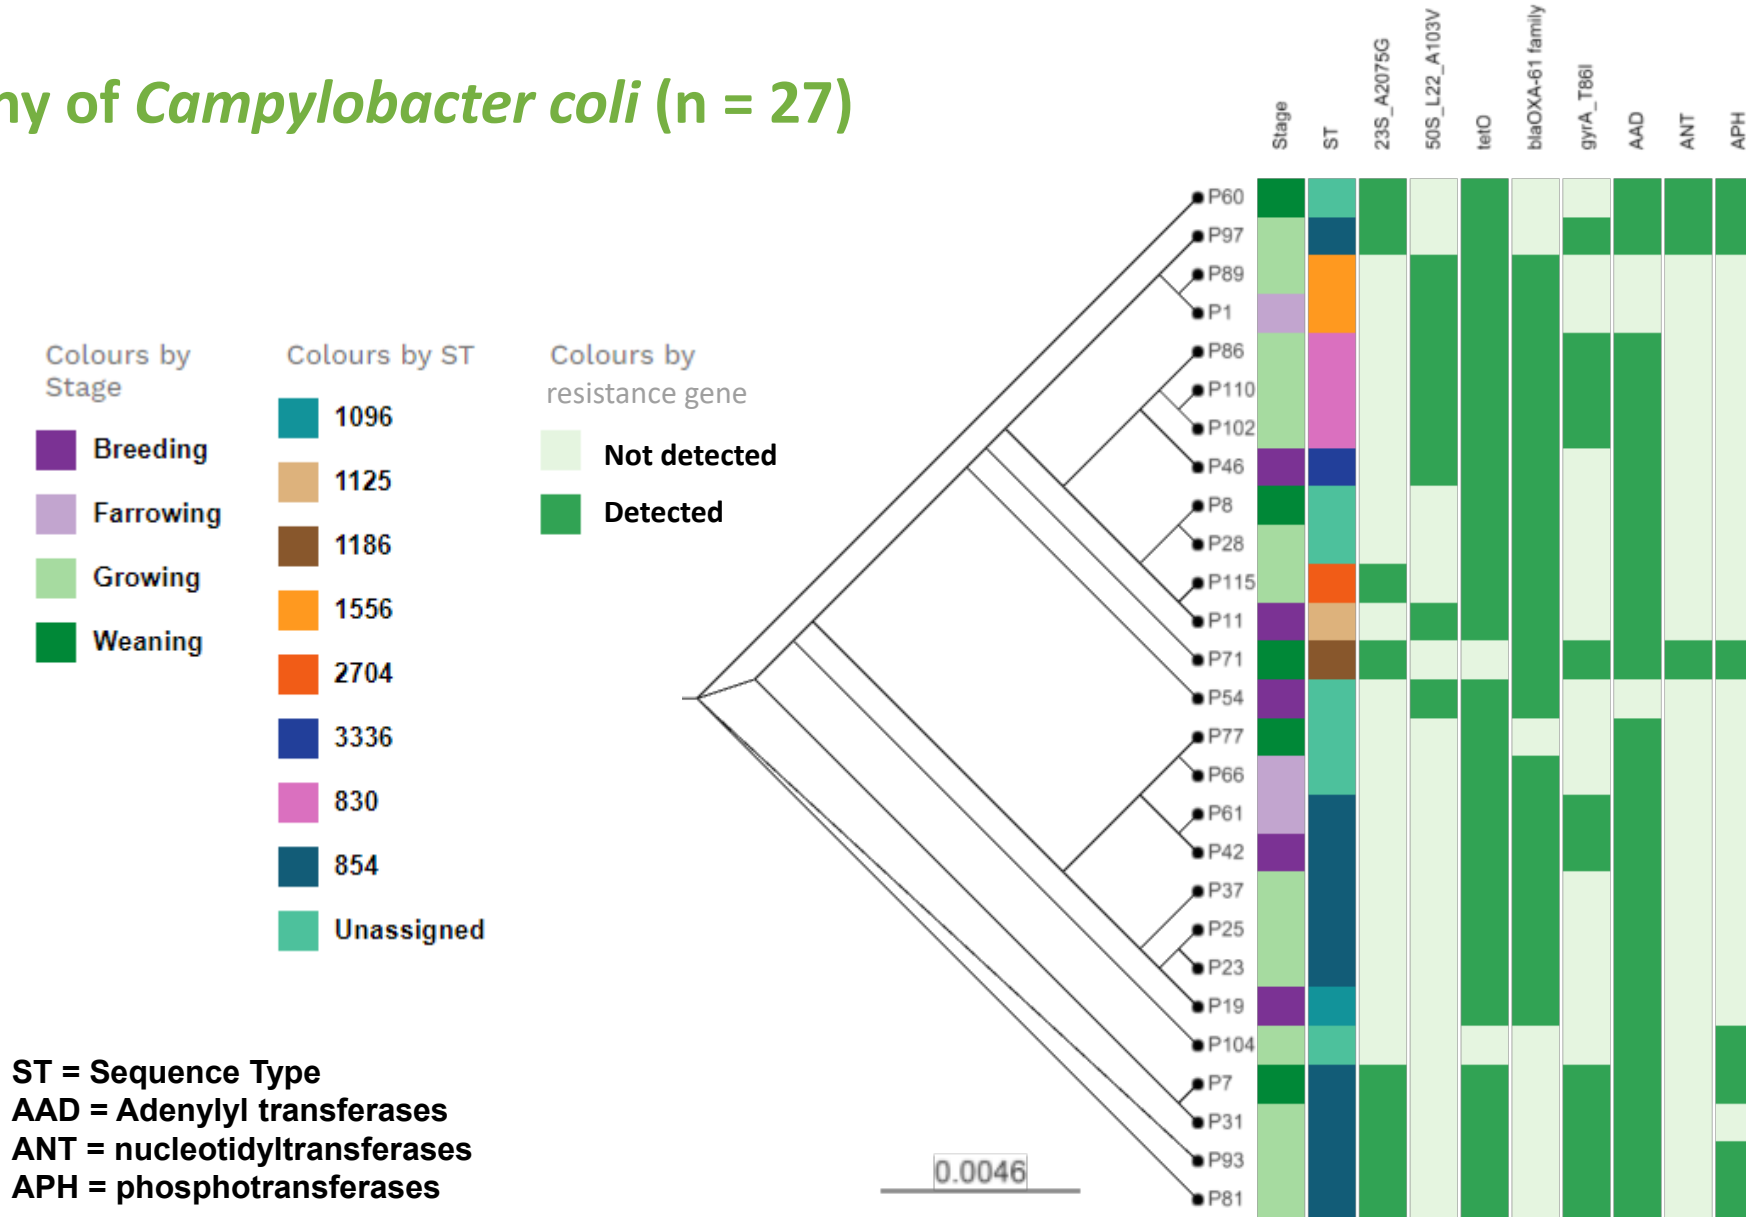 ny of Campylobacter coli (n = 27)
Stage
ST
23S_A2075G
50S_L22_A103V
tetO
blaOXA-61 family
gyrA_T86I
AAD
ANT
APH
Colours by
Stage
Breeding
Farrowing
Growing
Weaning
Colours by ST
1096
1125
1186
1556
2704
3336
830
854
Unassigned
Colours by
resistance gene
Not detected
Detected
P60
P97
P89
P1
P86
P110
P102
P46
P8
P28
P115
P11
P71
P54
P77
P66
P61
P42
P37
P25
P23
P19
P104
P7
P31
P93
P81
0.0046
ST = Sequence Type
AAD = Adenylyl transferases
ANT = nucleotidyltransferases
APH = phosphotransferases